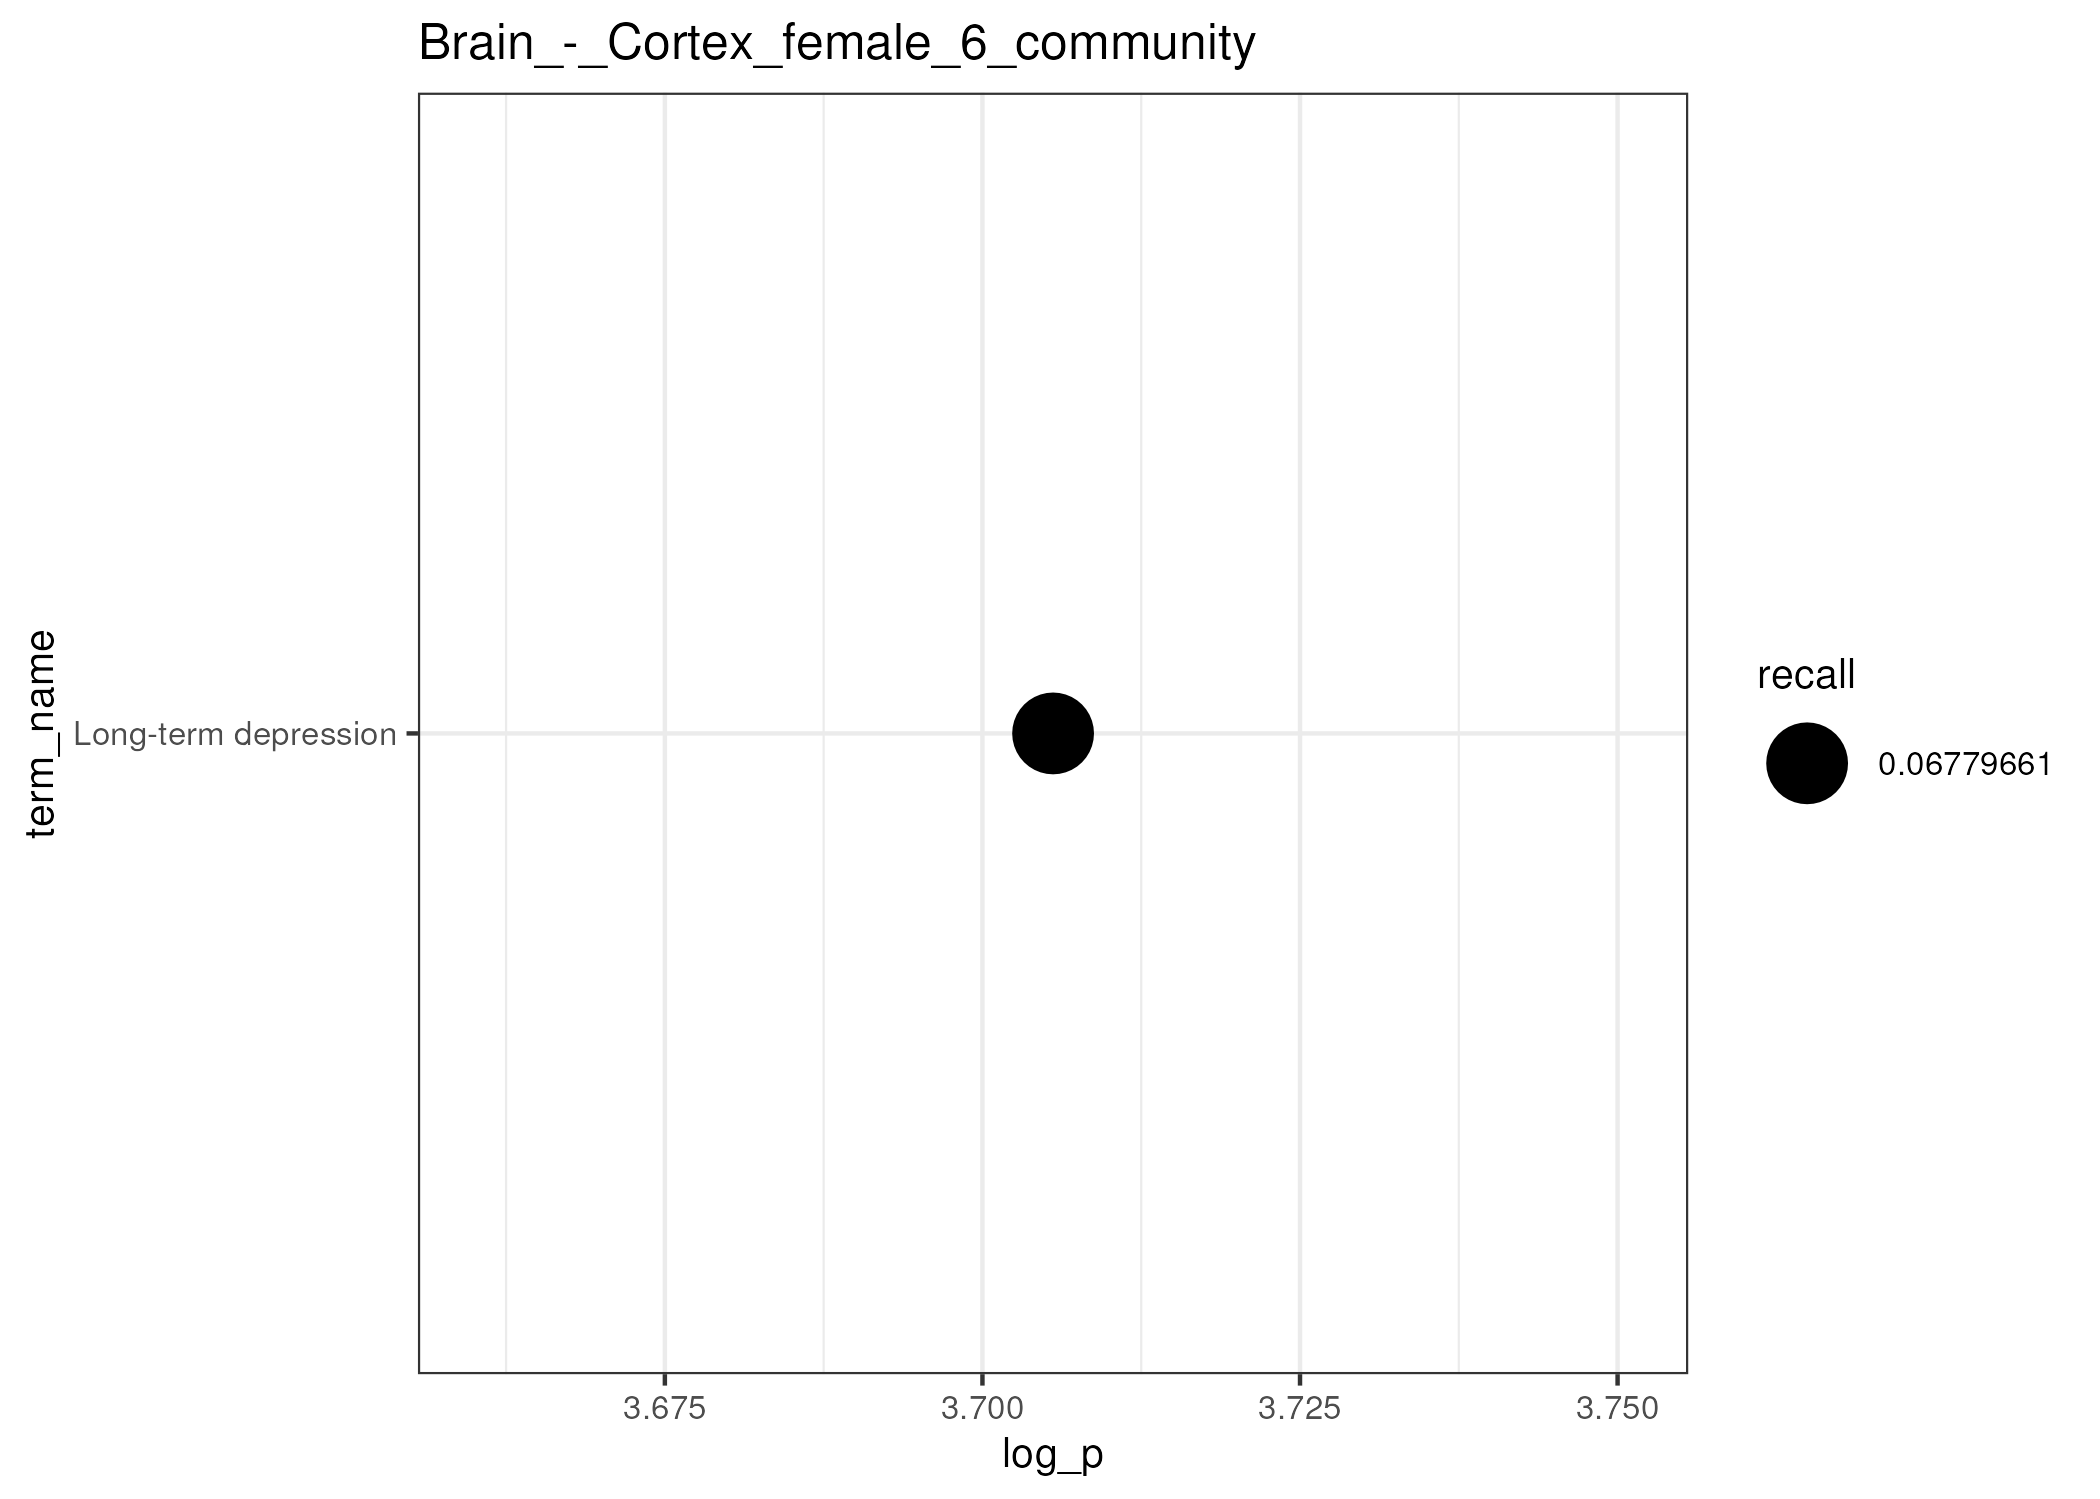 Brain_-_Cortex_female_6_community
term_name
Long-term depression
3.675
3.700
3.725
3.750
log_p
recall
0.06779661